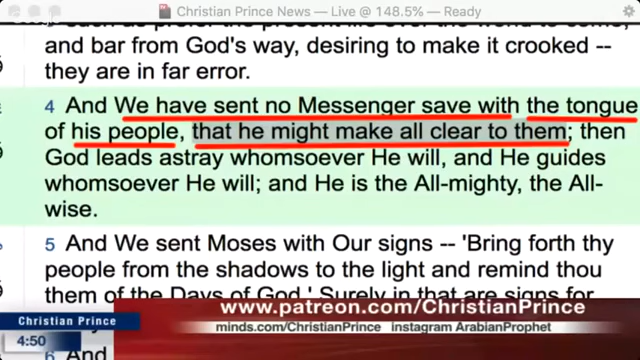 Christian Prince News — Live @ 148.5% — Ready
and bar from God's way, desiring to make it crooked --
they are in far error.
4 And We have sent no Messenger save with the tongue
of his people, that he might make all clear to them; then
God leads astray whomsoever He will, and He guides
whomsoever He will; and He is the All-mighty, the All-
wise.
5 And We sent Moses with Our signs -- 'Bring forth thy
people from the shadows to the light and remind thou
them of the Days of God.' Surely in that are signs for
www.patreon.com/ChristianPrince
Christian Prince
minds.com/ChristianPrince instagram ArabianProphet
4:50
6 And